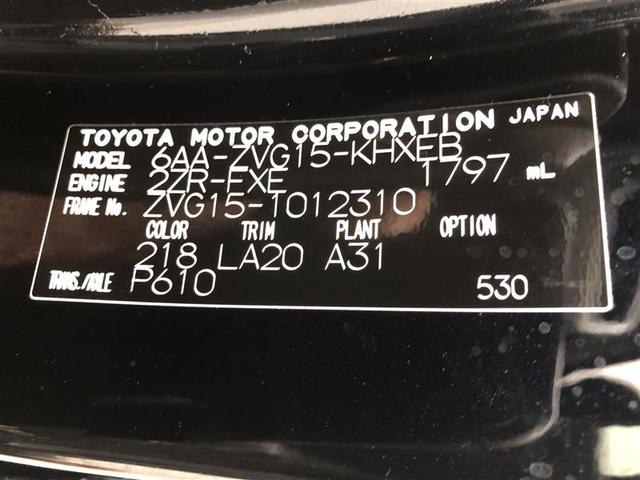 TOYOTA MOTOR CORPORATION JAPAN
MODEL 6AA-ZVG15-KHXEB
ENGINE 2ZR-FXE 1797 mL
FRAME No. ZVG15-1012310
COLOR TRIM PLANT OPTION
218 LA20 A31
TRANS./AXLE P610 530